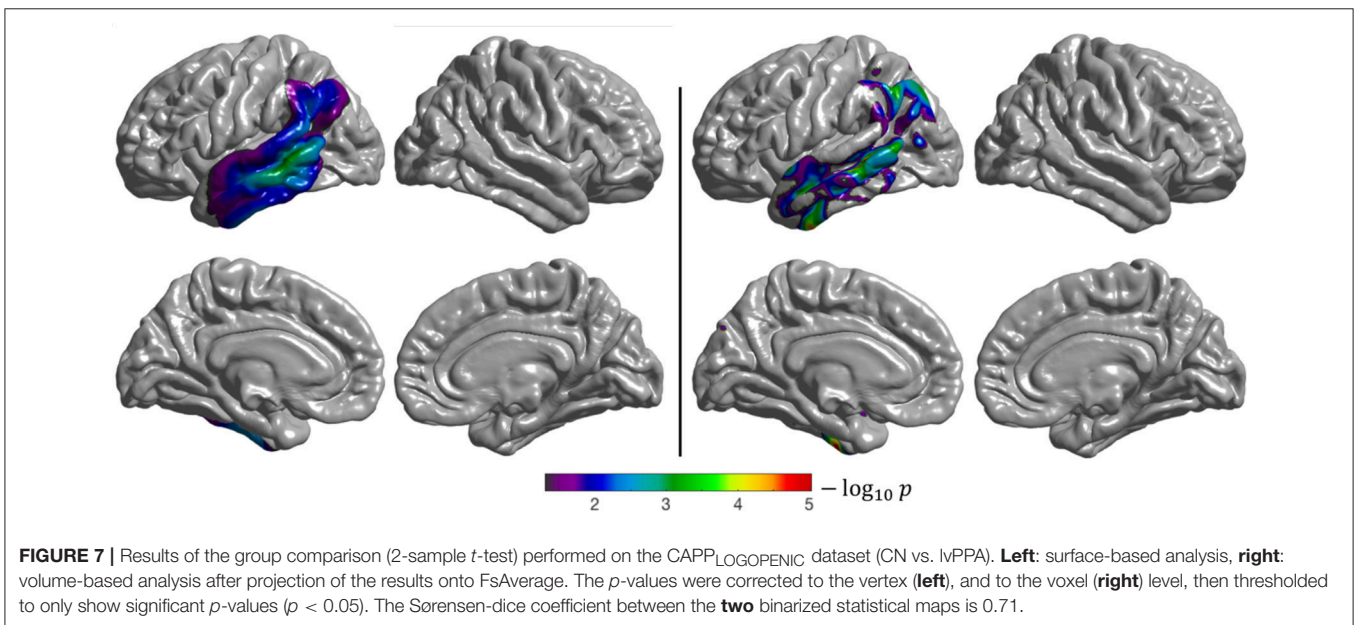 − log₁₀ p
2 3 4 5
FIGURE 7 | Results of the group comparison (2-sample t-test) performed on the CAPP_LOGOPENIC dataset (CN vs. lvPPA). Left: surface-based analysis, right:
volume-based analysis after projection of the results onto FsAverage. The p-values were corrected to the vertex (left), and to the voxel (right) level, then thresholded
to only show significant p-values (p < 0.05). The Sørensen-dice coefficient between the two binarized statistical maps is 0.71.